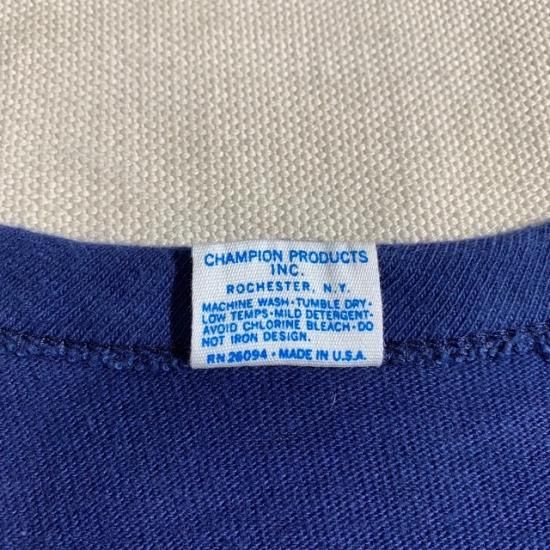 CHAMPION PRODUCTS
INC.
ROCHESTER, N.Y.
MACHINE WASH·TUMBLE DRY·
LOW TEMPS·MILD DETERGENT·
AVOID CHLORINE BLEACH·DO
NOT IRON DESIGN.
RN 26094·MADE IN U.S.A.